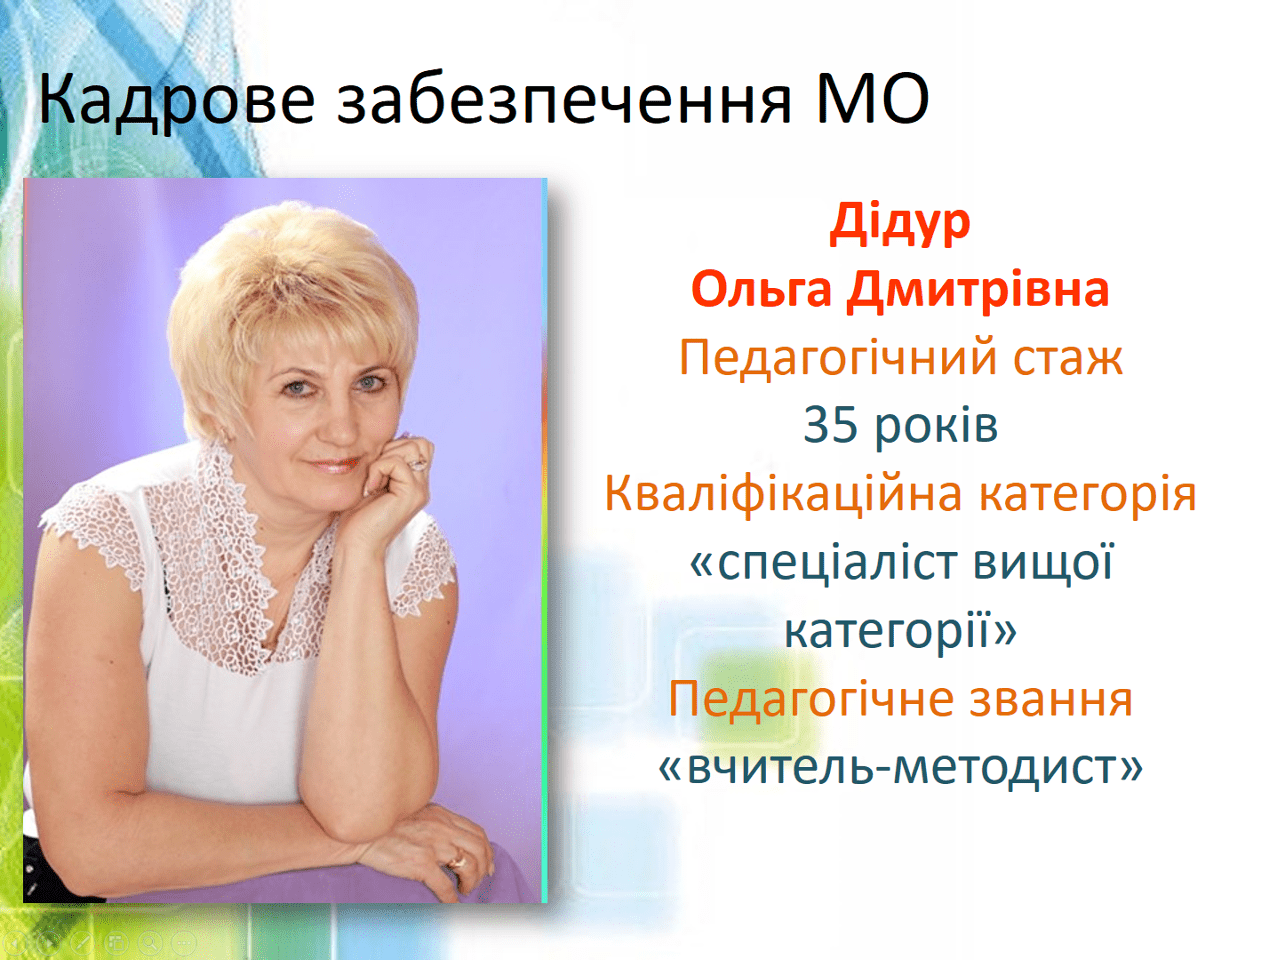 Кадрове забезпечення МО
Дідур
Ольга Дмитрівна
Педагогічний стаж
35 років
Кваліфікаційна категорія
«спеціаліст вищої
категорії»
Педагогічне звання
«вчитель-методист»